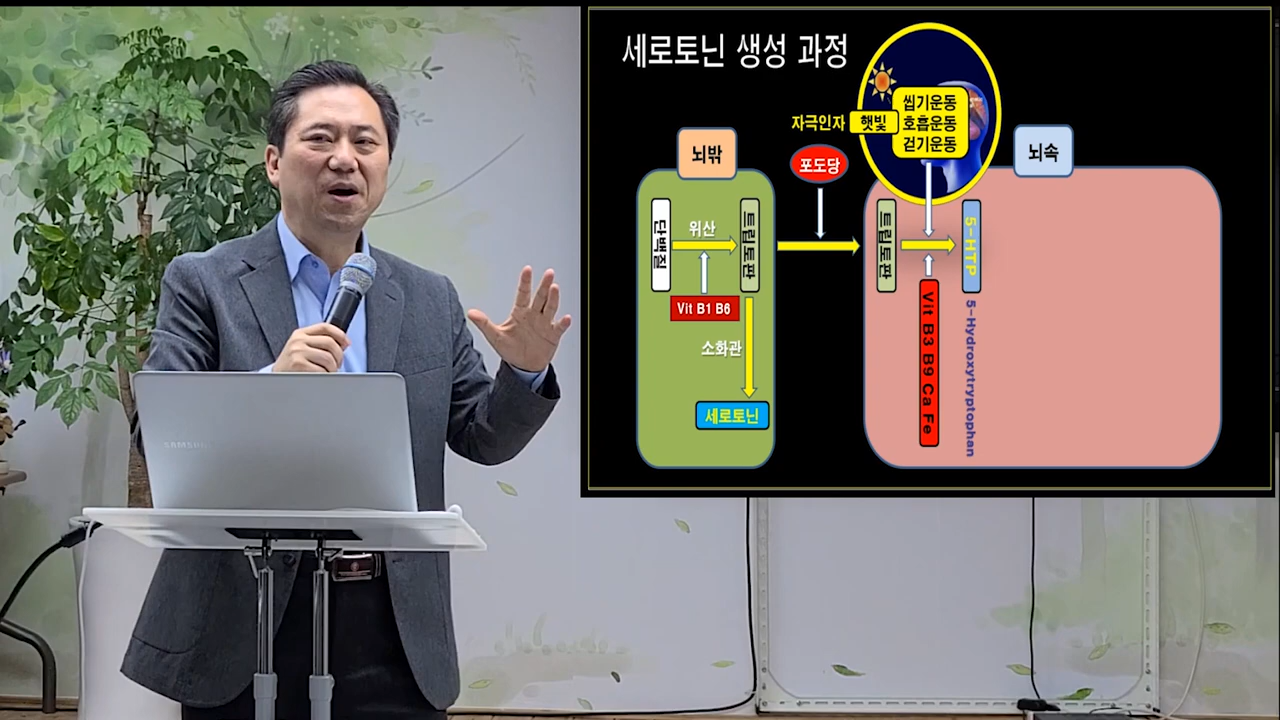 세로토닌 생성 과정
씹기운동
호흡운동
걷기운동
자극인자
햇빛
뇌밖
포도당
뇌속
단백질
위산
트립토판
트립토판
5-HTP
Vit B1 B6
Vit B3 B9 Ca Fe
5-Hydroxytryptophan
소화관
세로토닌
SAMSUNG